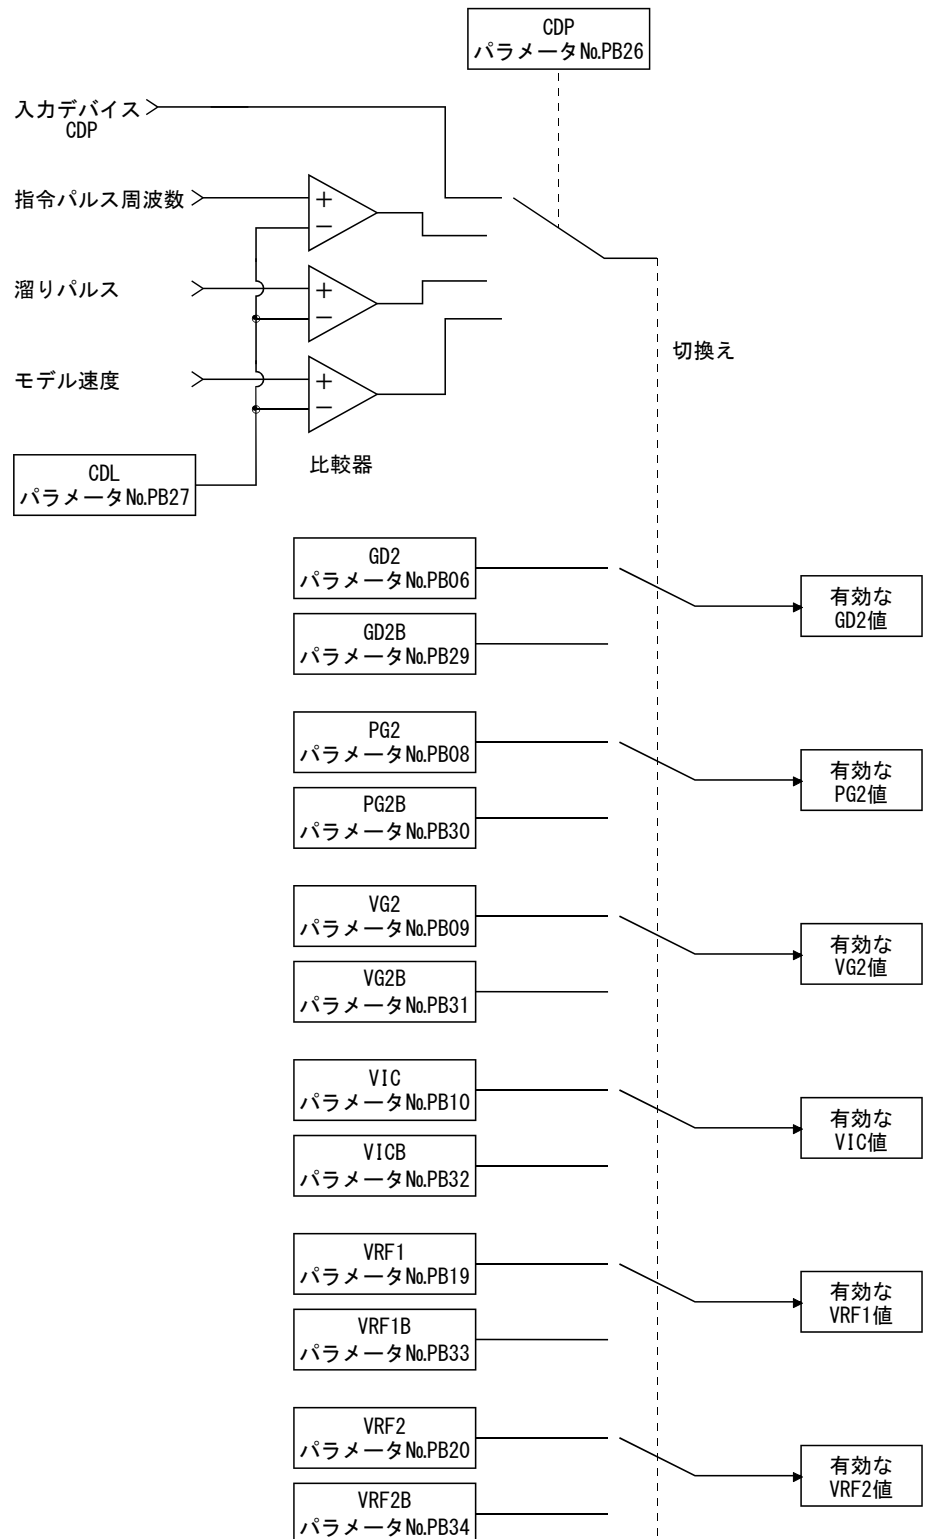 CDP
パラメータNo.PB26
入力デバイス
CDP
指令パルス周波数
+
−
溜りパルス
+
−
切換え
モデル速度
+
−
比較器
CDL
パラメータNo.PB27
GD2
パラメータNo.PB06
有効な
GD2値
GD2B
パラメータNo.PB29
PG2
パラメータNo.PB08
有効な
PG2値
PG2B
パラメータNo.PB30
VG2
パラメータNo.PB09
有効な
VG2値
VG2B
パラメータNo.PB31
VIC
パラメータNo.PB10
有効な
VIC値
VICB
パラメータNo.PB32
VRF1
パラメータNo.PB19
有効な
VRF1値
VRF1B
パラメータNo.PB33
VRF2
パラメータNo.PB20
有効な
VRF2値
VRF2B
パラメータNo.PB34